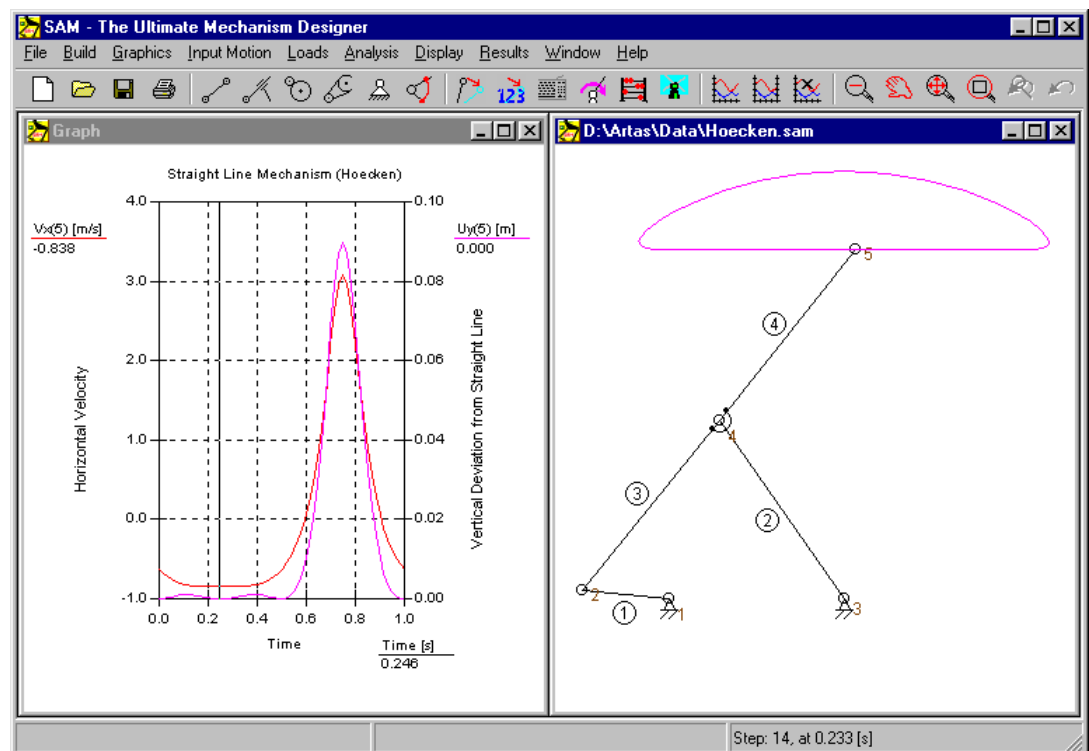 SAM - The Ultimate Mechanism Designer
File Build Graphics Input Motion Loads Analysis Display Results Window Help
123
Graph
Straight Line Mechanism (Hoecken)
Vx(5) [m/s]
-0.838
Uy(5) [m]
0.000
4.0
3.0
2.0
1.0
0.0
-1.0
0.10
0.08
0.06
0.04
0.02
0.00
Horizontal Velocity
Vertical Deviation from Straight Line
0.0 0.2 0.4 0.6 0.8 1.0
Time
Time [s]
0.246
D:\Artas\Data\Hoecken.sam
5
4
4
3
2
2
1
1
3
Step: 14, at 0.233 [s]